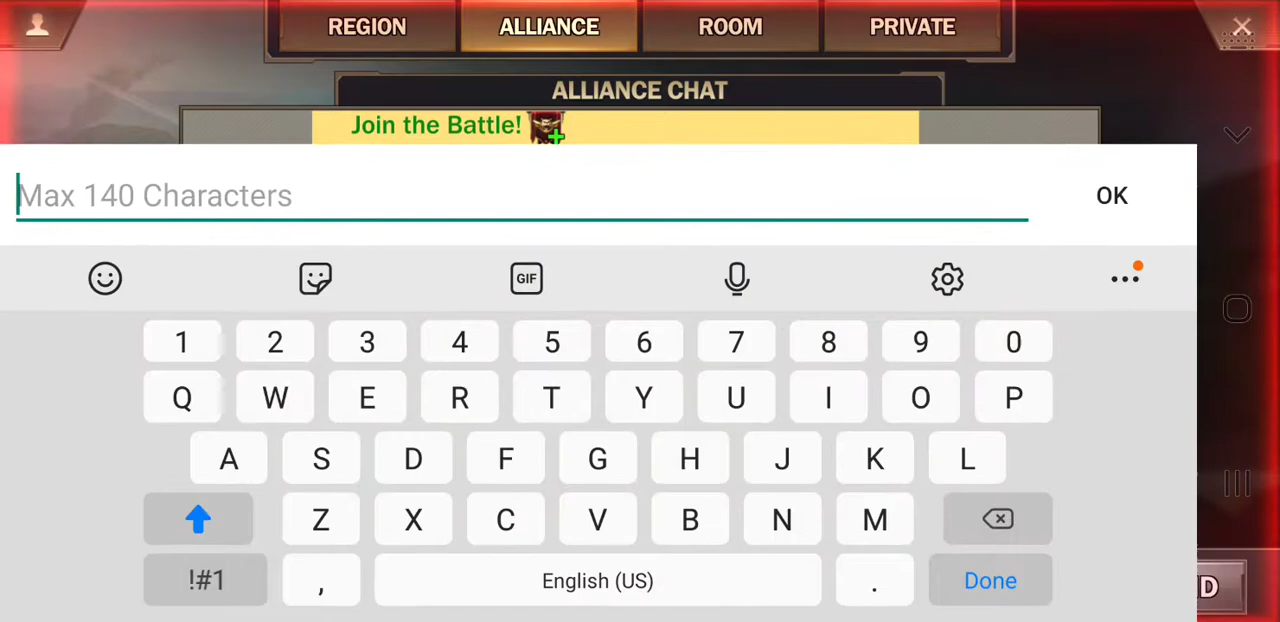 REGION ALLIANCE ROOM PRIVATE
ALLIANCE CHAT
Join the Battle!
Max 140 Characters OK
GIF
1 2 3 4 5 6 7 8 9 0
Q W E R T Y U I O P
A S D F G H J K L
Z X C V B N M
!#1 , English (US) . Done
D